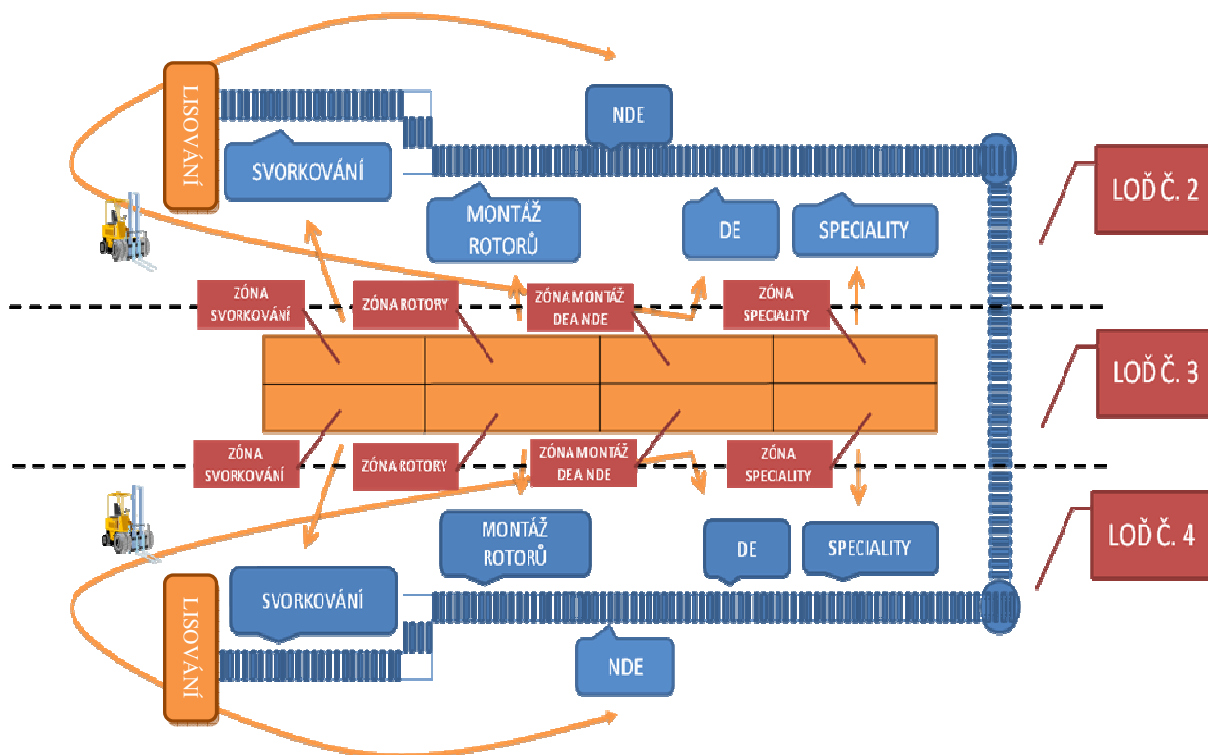 LISOVÁNÍ
NDE
SVORKOVÁNÍ
MONTÁŽ
ROTORŮ
DE
SPECIALITY
LOĎ Č. 2
ZÓNA
SVORKOVÁNÍ
ZÓNA ROTORY
ZÓNA MONTÁŽ
DE A NDE
ZÓNA
SPECIALITY
LOĎ Č. 3
ZÓNA
SVORKOVÁNÍ
ZÓNA ROTORY
ZÓNA MONTÁŽ
DE A NDE
ZÓNA
SPECIALITY
LOĎ Č. 4
MONTÁŽ
ROTORŮ
DE
SPECIALITY
LISOVÁNÍ
SVORKOVÁNÍ
NDE